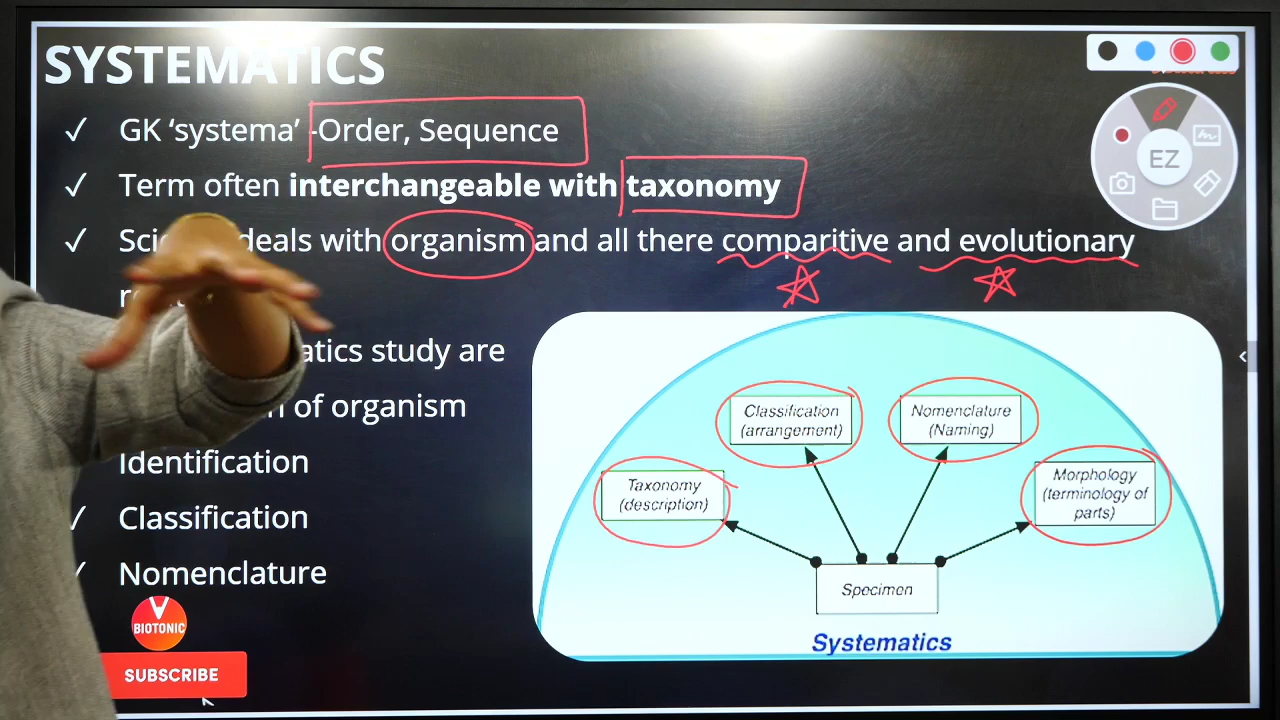 SYSTEMATICS
✓ GK ‘systema’ -Order, Sequence
✓ Term often interchangeable with taxonomy
✓ deals with organism and all there comparitive and evolutionary
study are
of organism
Identification
✓ Classification
✓ Nomenclature
Classification
(arrangement)
Nomenclature
(Naming)
Taxonomy
(description)
Morphology
(terminology of
parts)
Specimen
Systematics
EZ
BIOTONIC
SUBSCRIBE